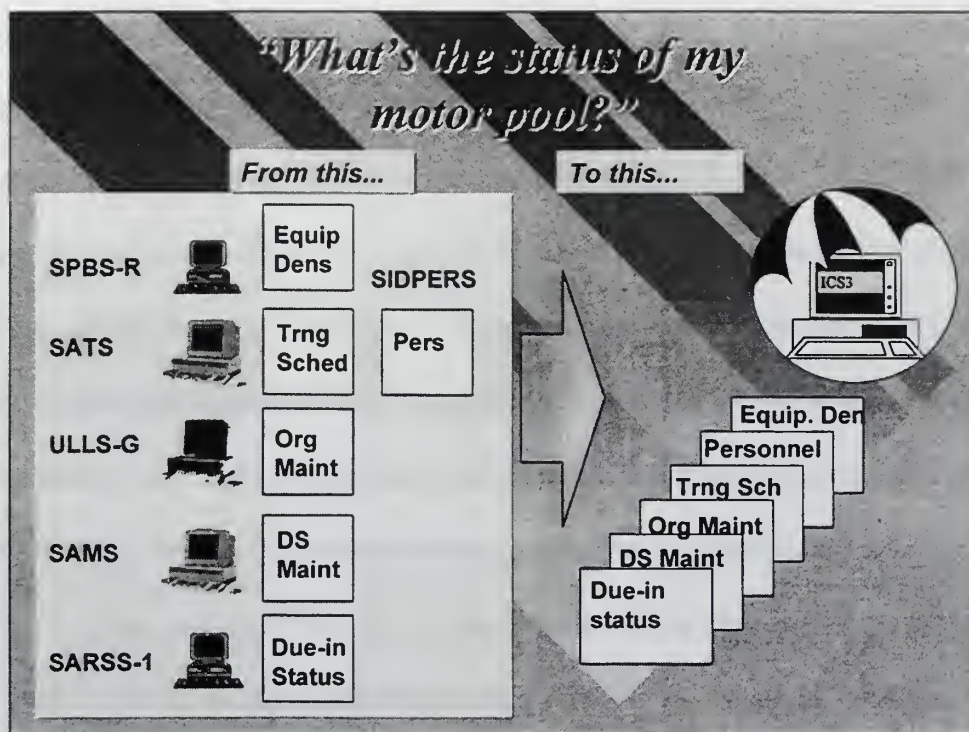 “What’s the status of my
motor pool?”
From this...
To this...
SPBS-R
Equip
Dens
SIDPERS
SATS
Trng
Sched
Pers
ULLS-G
Org
Maint
SAMS
DS
Maint
SARSS-1
Due-in
Status
ICS3
Equip. Den
Personnel
Trng Sch
Org Maint
DS Maint
Due-in
status